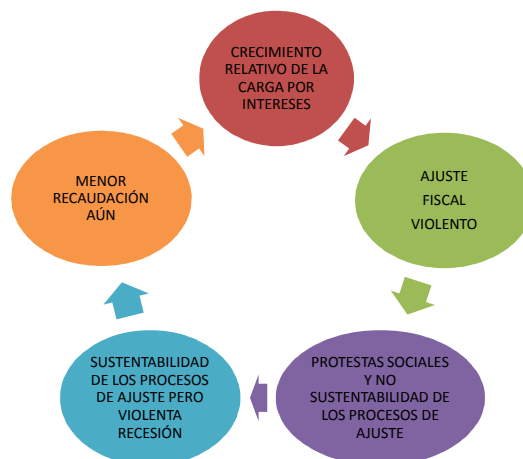 CRECIMIENTO
RELATIVO DE LA
CARGA POR
INTERESES
AJUSTE
FISCAL
VIOLENTO
PROTESTAS SOCIALES
Y NO
SUSTENTABILIDAD DE
LOS PROCESOS DE
AJUSTE
SUSTENTABILIDAD
DE LOS PROCESOS
DE AJUSTE PERO
VIOLENTA
RECESIÓN
MENOR
RECAUDACIÓN
AÚN